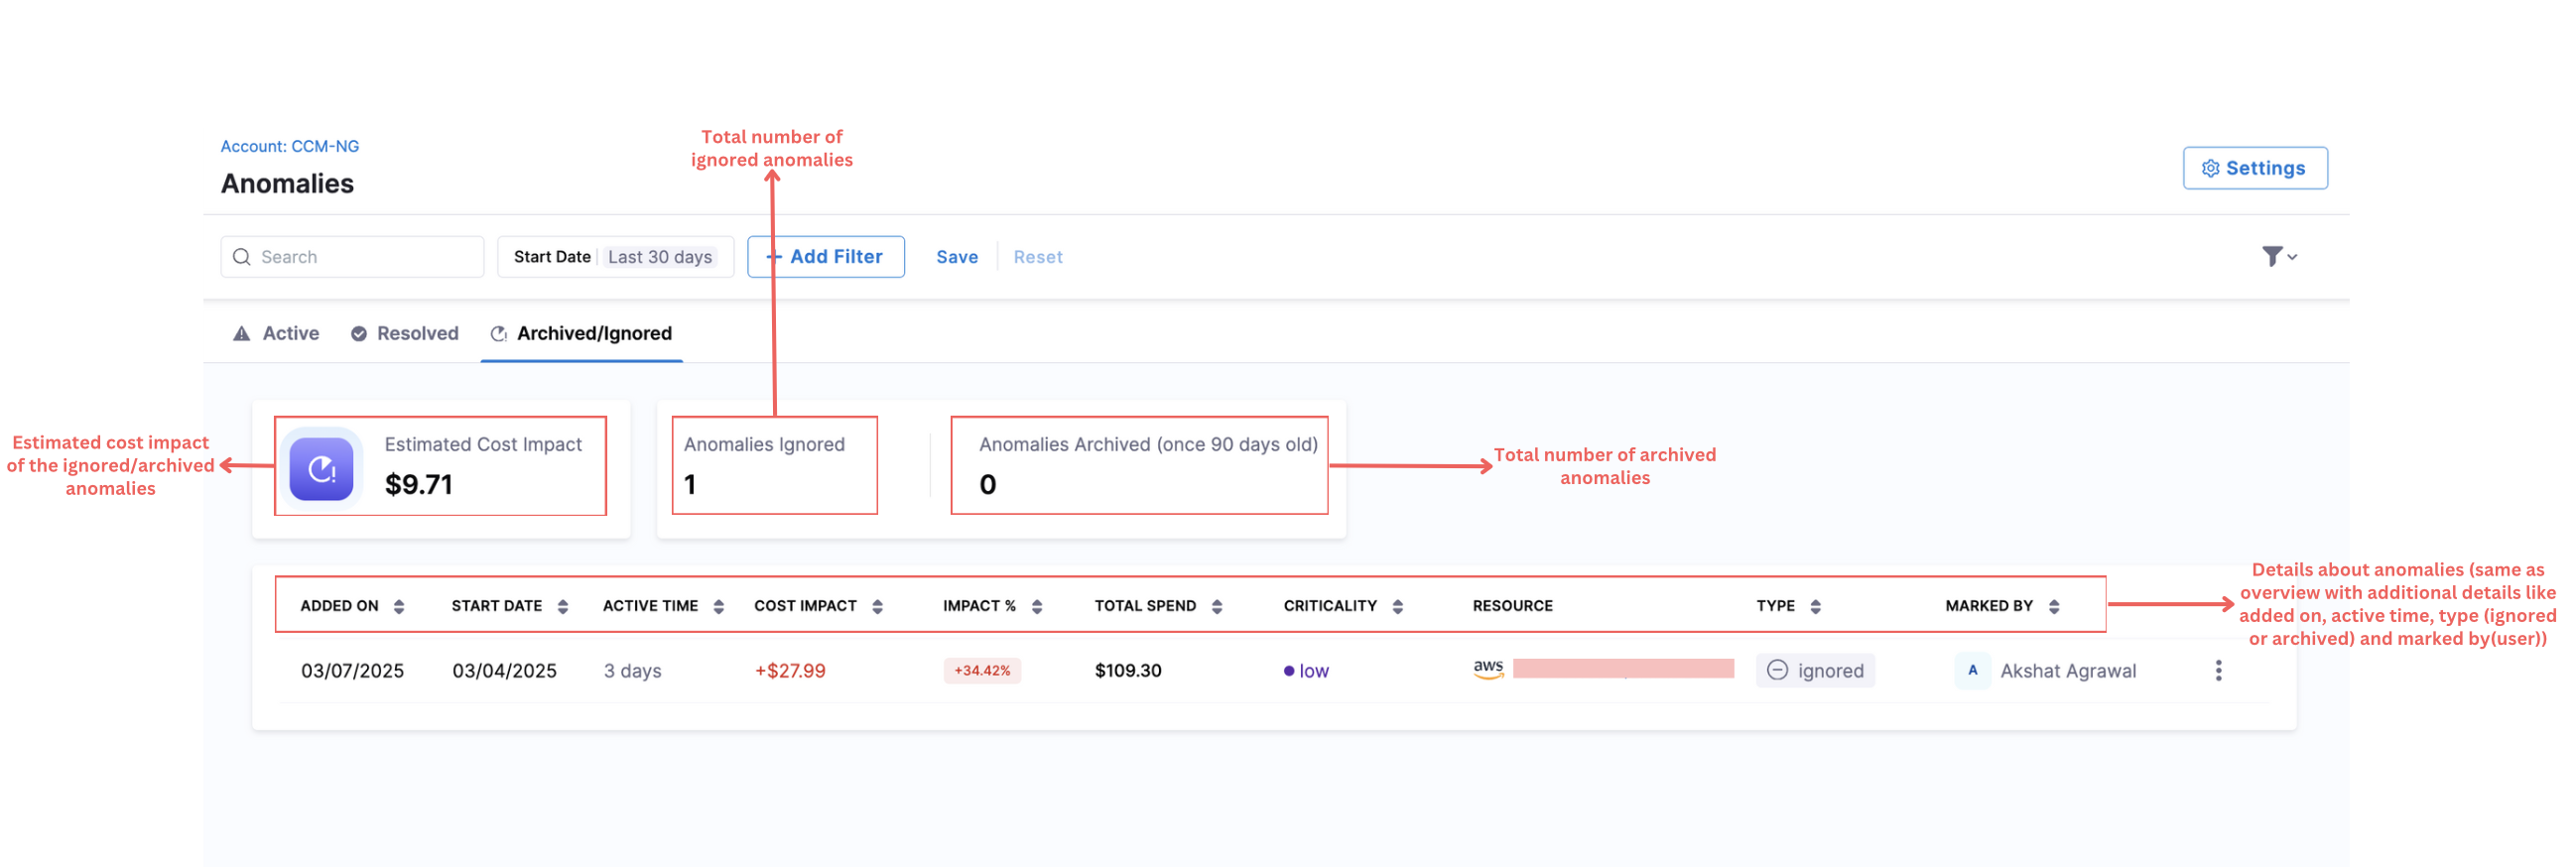 Total number of
ignored anomalies
Account: CCM-NG
Anomalies
Settings
Search
Start Date
Last 30 days
+ Add Filter
Save
Reset
Active
Resolved
Archived/Ignored
Estimated cost impact
of the ignored/archived
anomalies
Estimated Cost Impact
$9.71
Anomalies Ignored
1
Anomalies Archived (once 90 days old)
0
Total number of archived
anomalies
Details about anomalies (same as
overview with additional details like
added on, active time, type (ignored
or archived) and marked by(user))
ADDED ON
START DATE
ACTIVE TIME
COST IMPACT
IMPACT %
TOTAL SPEND
CRITICALITY
RESOURCE
TYPE
MARKED BY
03/07/2025
03/04/2025
3 days
+$27.99
+34.42%
$109.30
low
aws
ignored
A
Akshat Agrawal